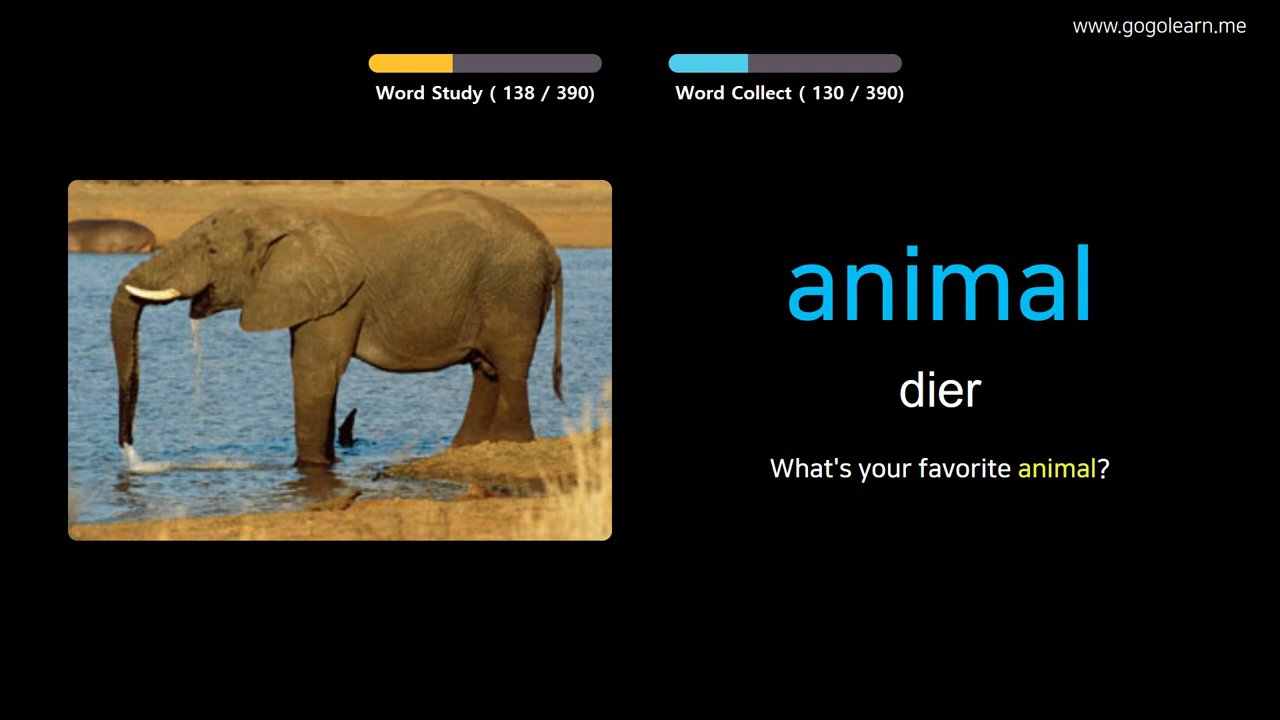 www.gogolearn.me
Word Study ( 138 / 390)
Word Collect ( 130 / 390)
animal
dier
What's your favorite animal?